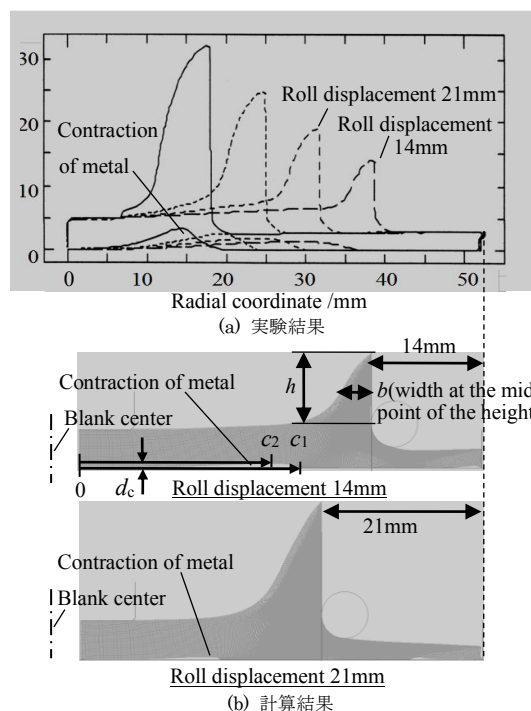 30
20
10
0
Contraction
of metal
Roll displacement 21mm
Roll displacement
14mm
0
10
20
30
40
50
Radial coordinate /mm
(a) 実験結果
14mm
Contraction of metal
h
b(width at the mid
point of the height
Blank center
c2
c1
0
dc
Roll displacement 14mm
21mm
Contraction of metal
Blank center
Roll displacement 21mm
(b) 計算結果